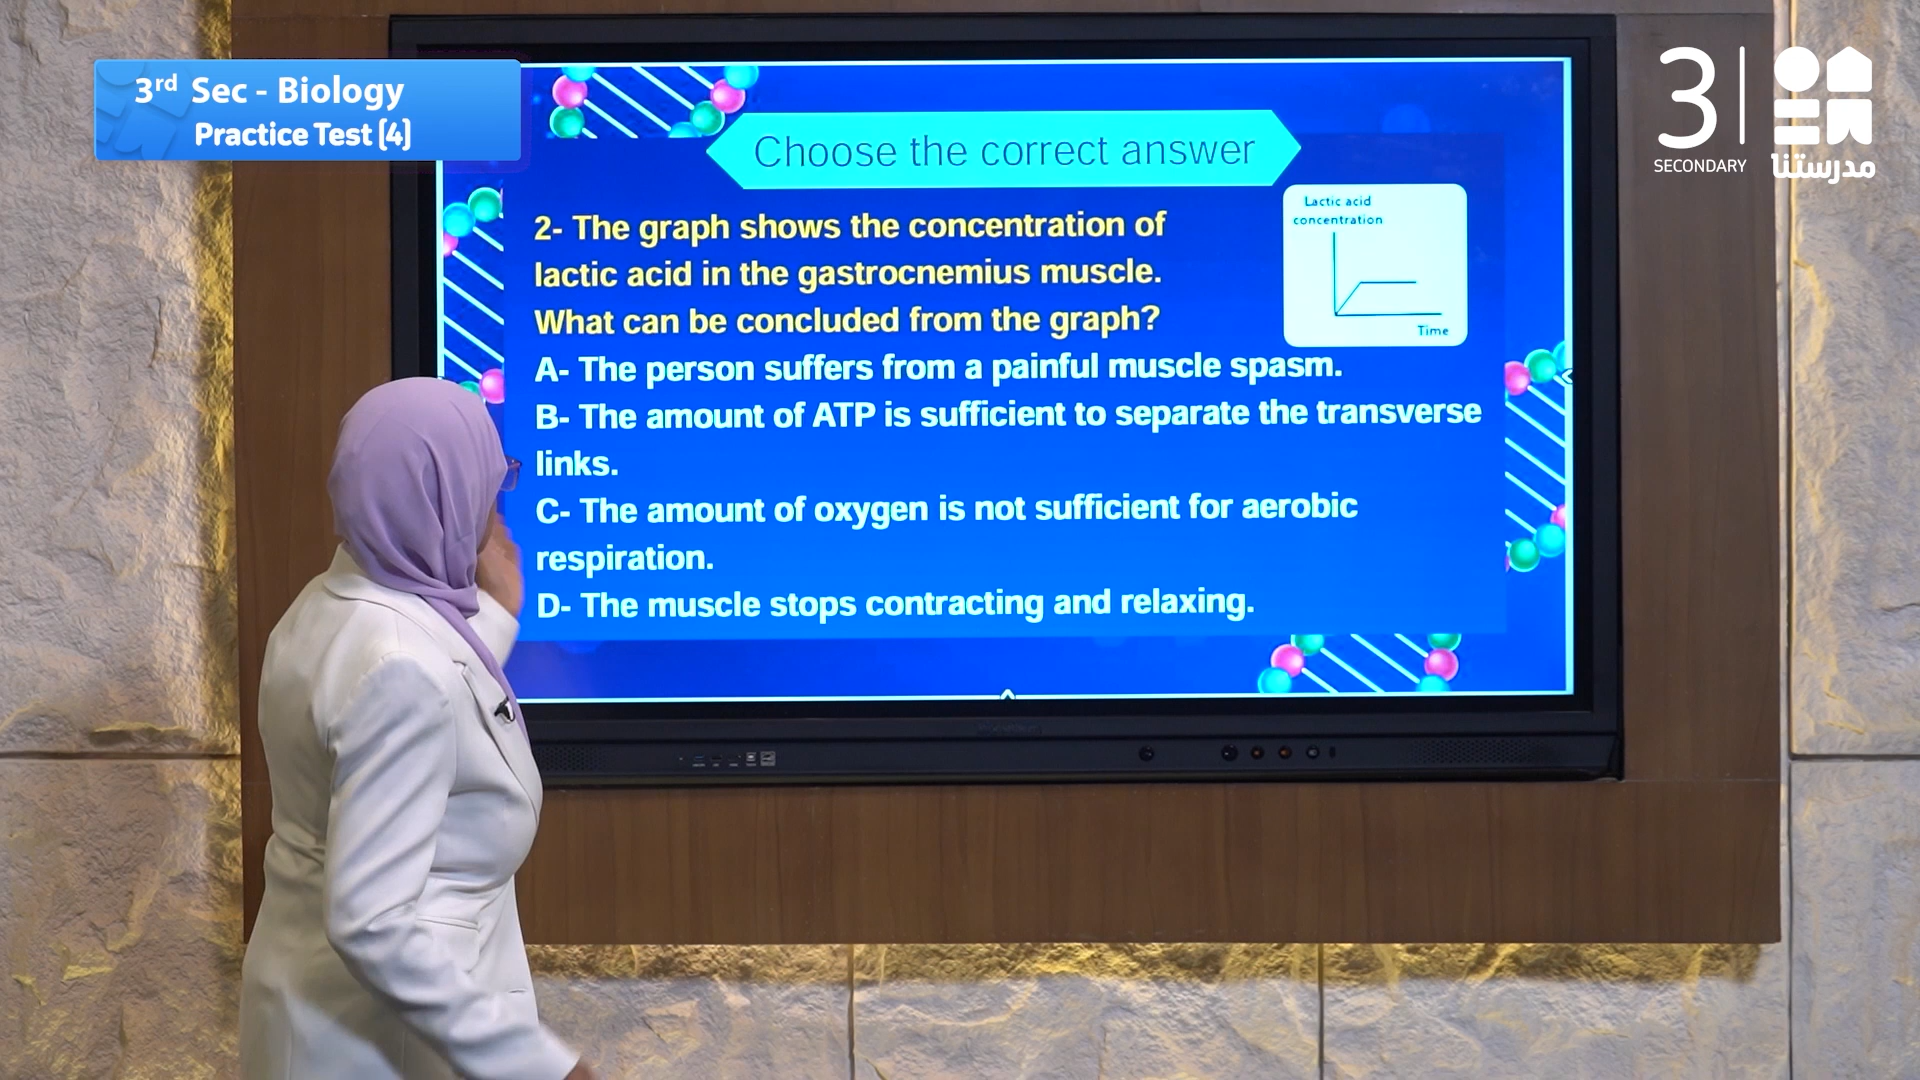 3rd Sec - Biology
Practice Test (4)
3
SECONDARY
مدرستنا
Choose the correct answer
2- The graph shows the concentration of
lactic acid in the gastrocnemius muscle.
What can be concluded from the graph?
Lactic acid
concentration
Time
A- The person suffers from a painful muscle spasm.
B- The amount of ATP is sufficient to separate the transverse
links.
C- The amount of oxygen is not sufficient for aerobic
respiration.
D- The muscle stops contracting and relaxing.